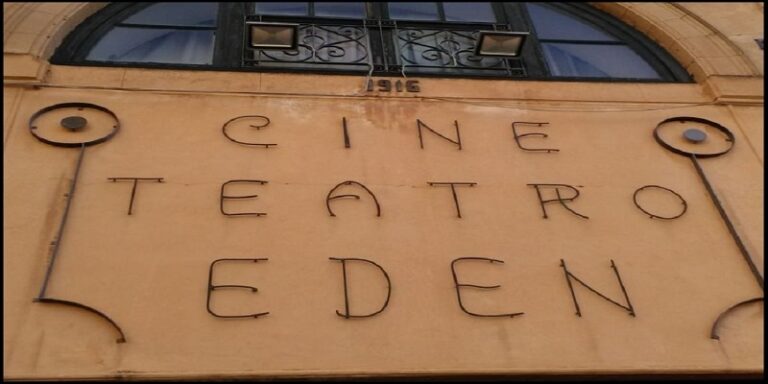 1916
CINE
TEATRO
EDEN